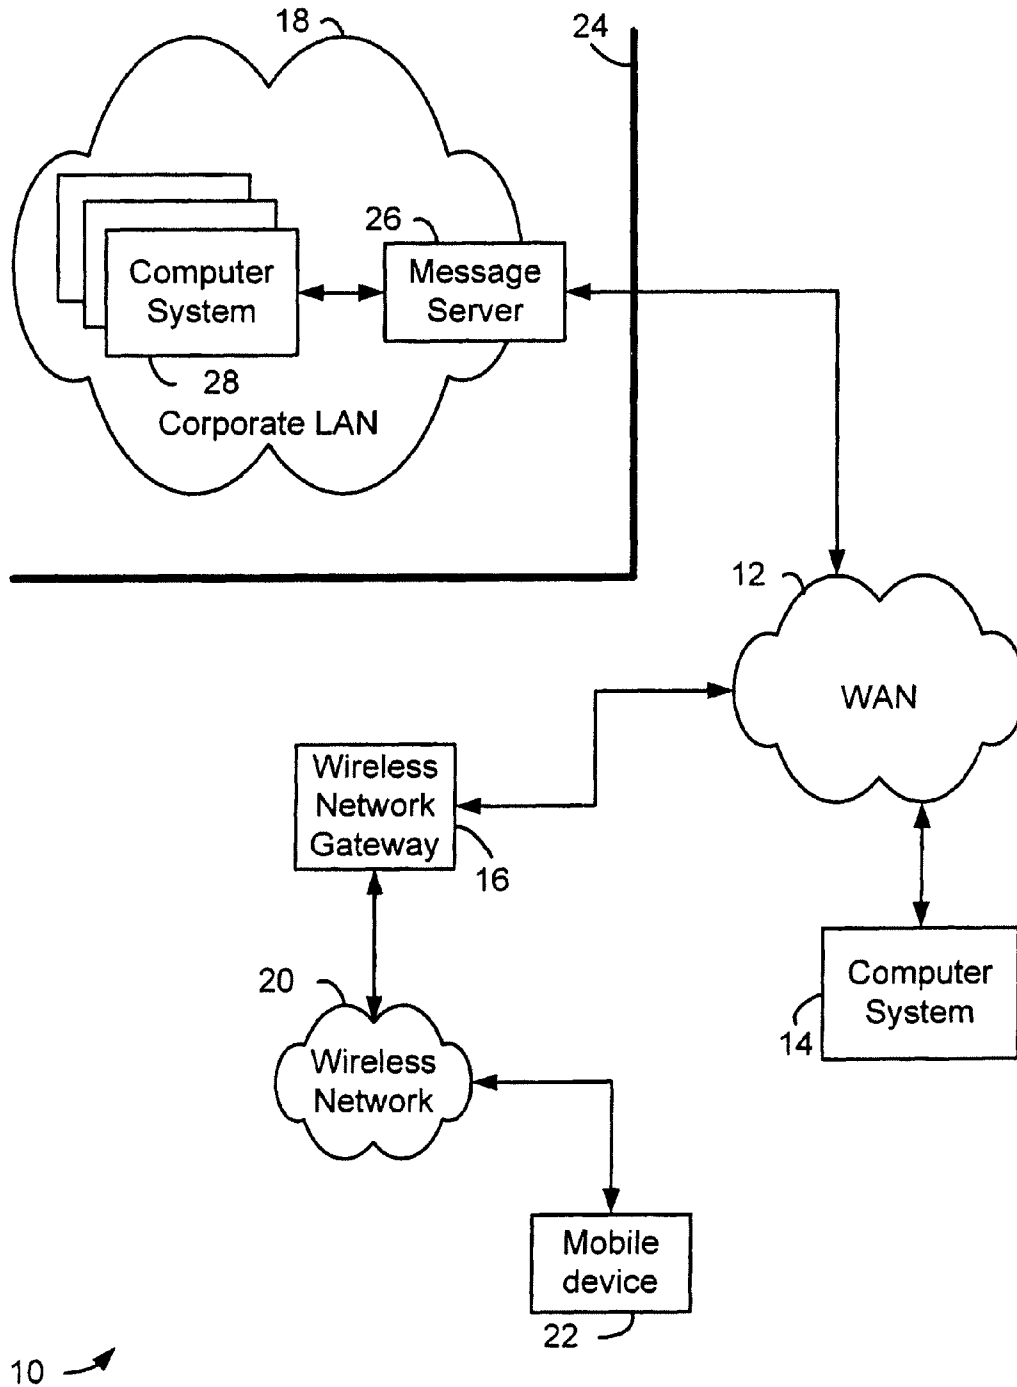 18
24
26
Computer
System
Message
Server
28
Corporate LAN
12
WAN
Wireless
Network
Gateway
16
20
Computer
System
14
Wireless
Network
Mobile
device
22
10